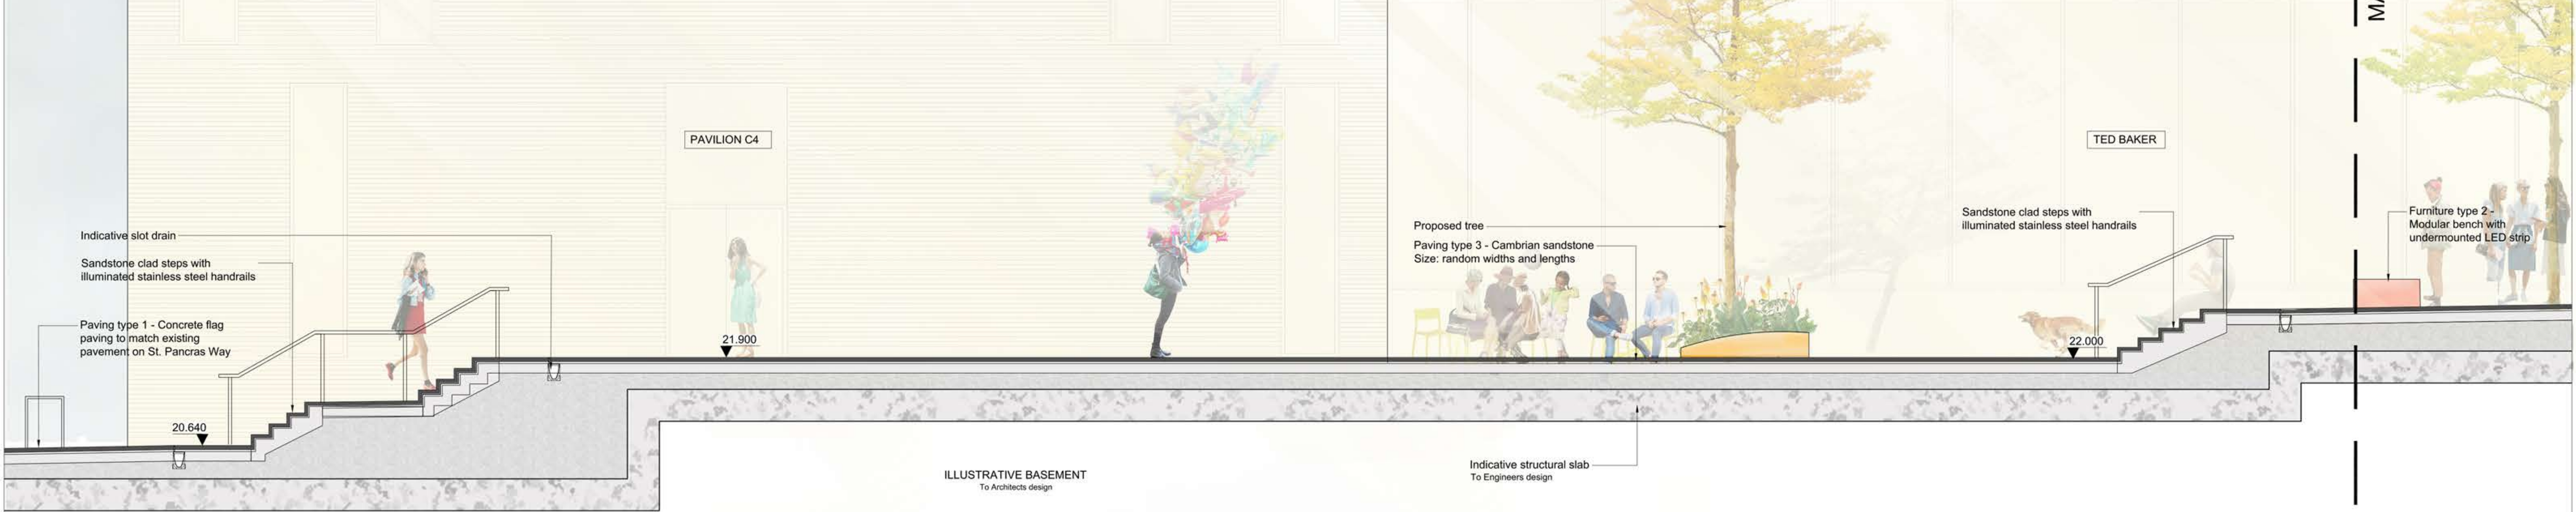 MA
PAVILION C4
TED BAKER
Indicative slot drain
Sandstone clad steps with
illuminated stainless steel handrails
Paving type 1 - Concrete flag
paving to match existing
pavement on St. Pancras Way
20.640
21.900
Proposed tree
Paving type 3 - Cambrian sandstone
Size: random widths and lengths
Sandstone clad steps with
illuminated stainless steel handrails
22.000
Furniture type 2 -
Modular bench with
undermounted LED strip
ILLUSTRATIVE BASEMENT
To Architects design
Indicative structural slab
To Engineers design